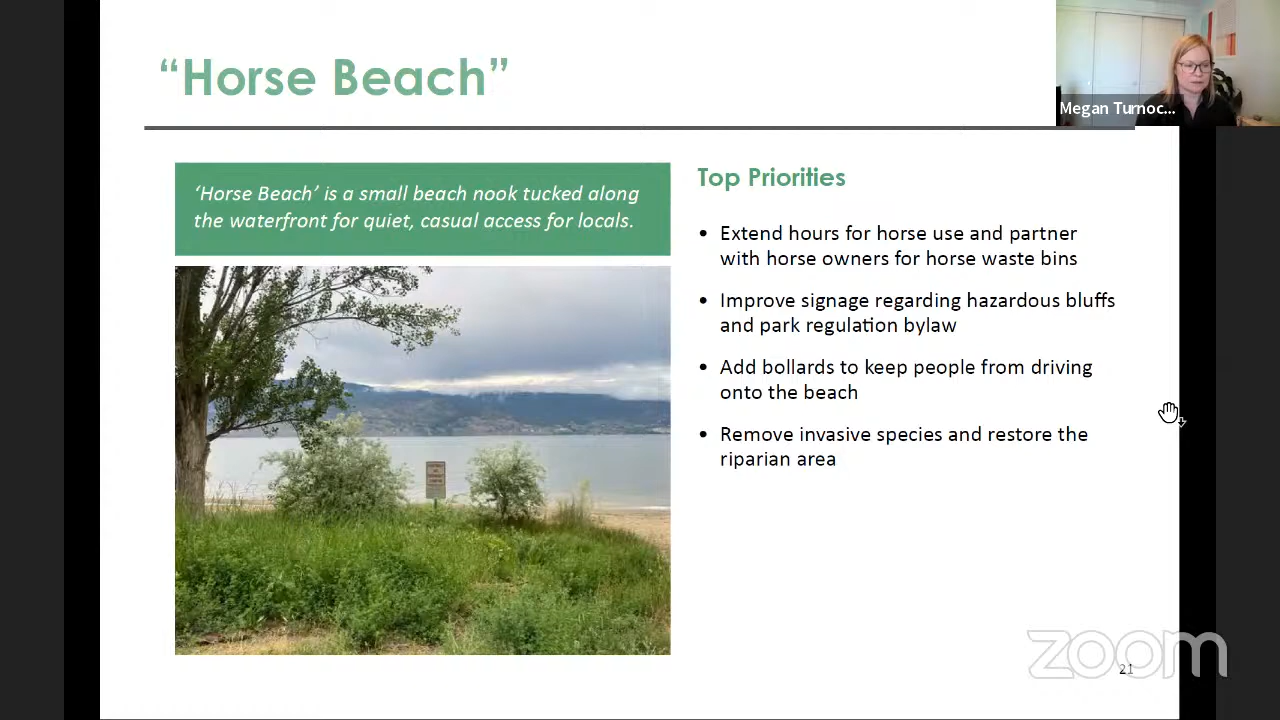 “Horse Beach”
Megan Turnoc...
‘Horse Beach’ is a small beach nook tucked along
the waterfront for quiet, casual access for locals.
Top Priorities
• Extend hours for horse use and partner
with horse owners for horse waste bins
• Improve signage regarding hazardous bluffs
and park regulation bylaw
• Add bollards to keep people from driving
onto the beach
• Remove invasive species and restore the
riparian area
zoom
21